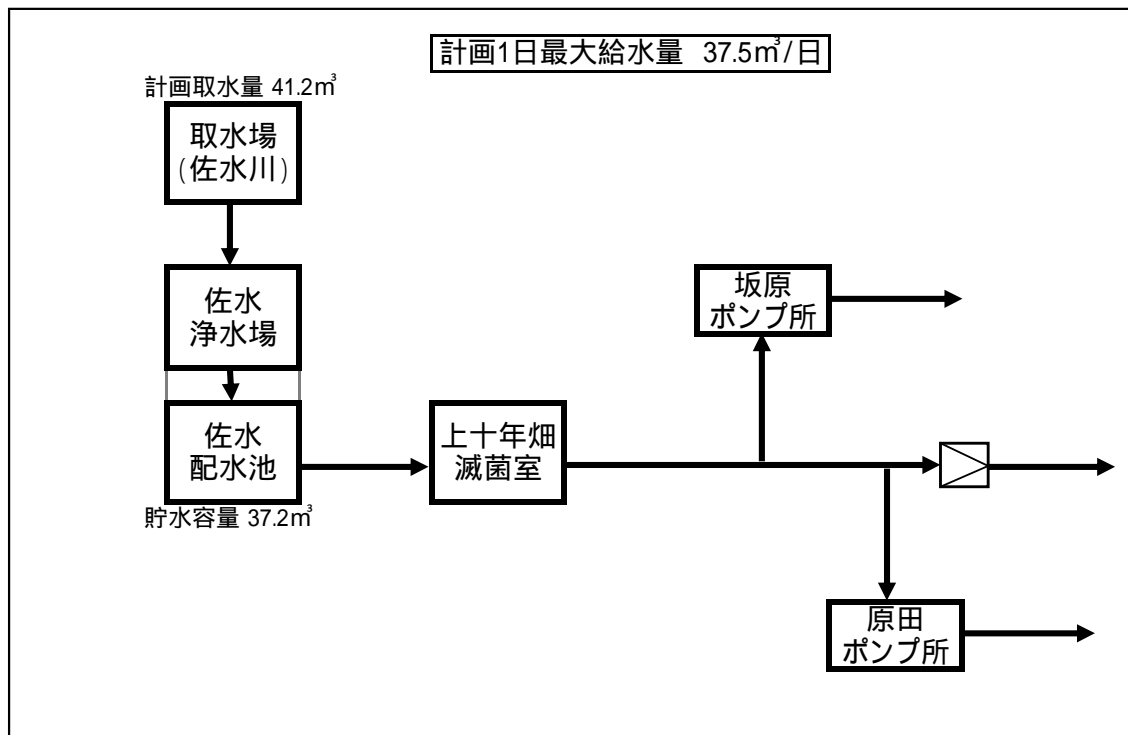 計画1日最大給水量 37.5㎥/日
計画取水量 41.2㎥
取水場
(佐水川)
佐水
浄水場
佐水
配水池
貯水容量 37.2㎥
上十年畑
滅菌室
坂原
ポンプ所
原田
ポンプ所